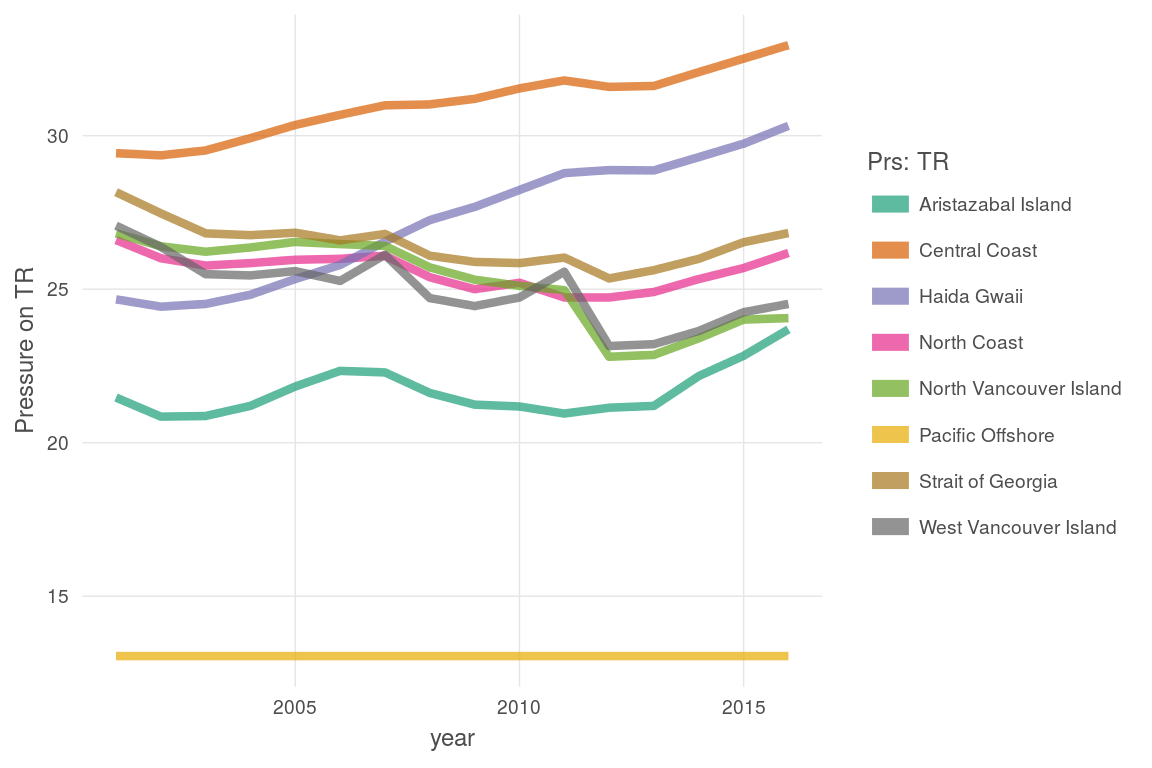 Pressure on TR
30
25
20
15
2005
2010
2015
year
Prs: TR
Aristazabal Island
Central Coast
Haida Gwaii
North Coast
North Vancouver Island
Pacific Offshore
Strait of Georgia
West Vancouver Island